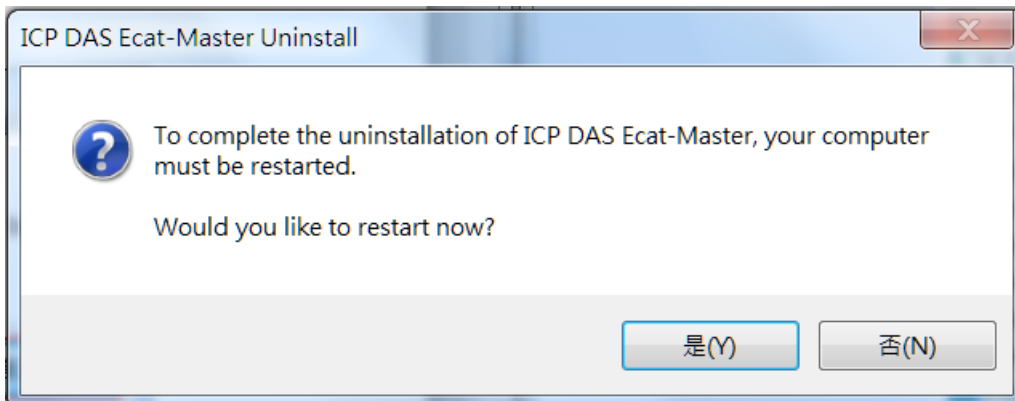 ICP DAS Ecat-Master Uninstall
To complete the uninstallation of ICP DAS Ecat-Master, your computer
must be restarted.
Would you like to restart now?
是(Y)
否(N)